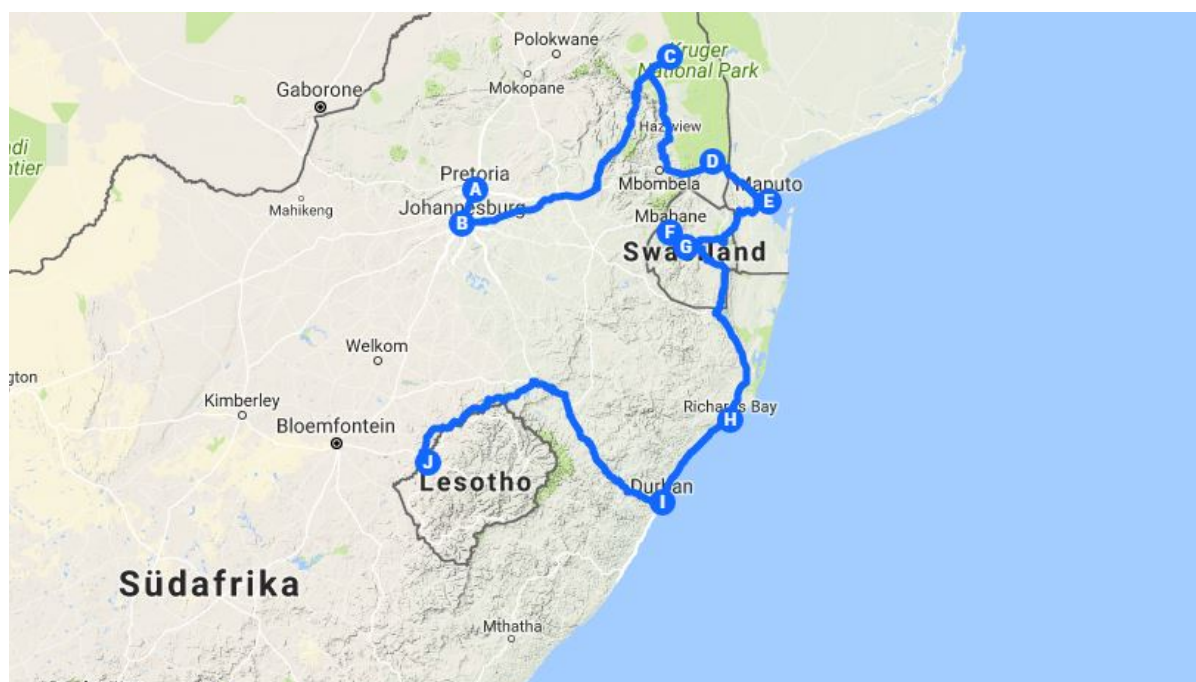 Polokwane
Kruger
National Park
C
Mokopane
Gaborone
Hazyview
D
Pretoria
A
Mbombela
Maputo
E
Mahikeng
Johannesburg
B
Mbabane
F
G
Swaziland
Welkom
Kimberley
Richards Bay
H
Bloemfontein
J
Lesotho
Durban
I
Südafrika
Mthatha